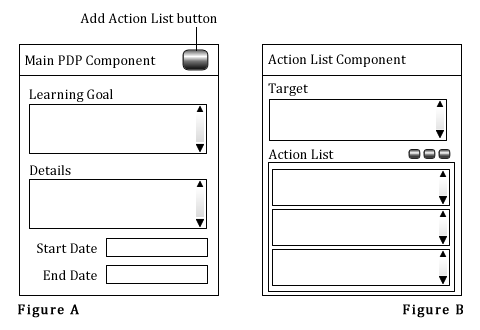 Add Action List button
Main PDP Component
Learning Goal
Details
Start Date
End Date
Figure A
Action List Component
Target
Action List
Figure B